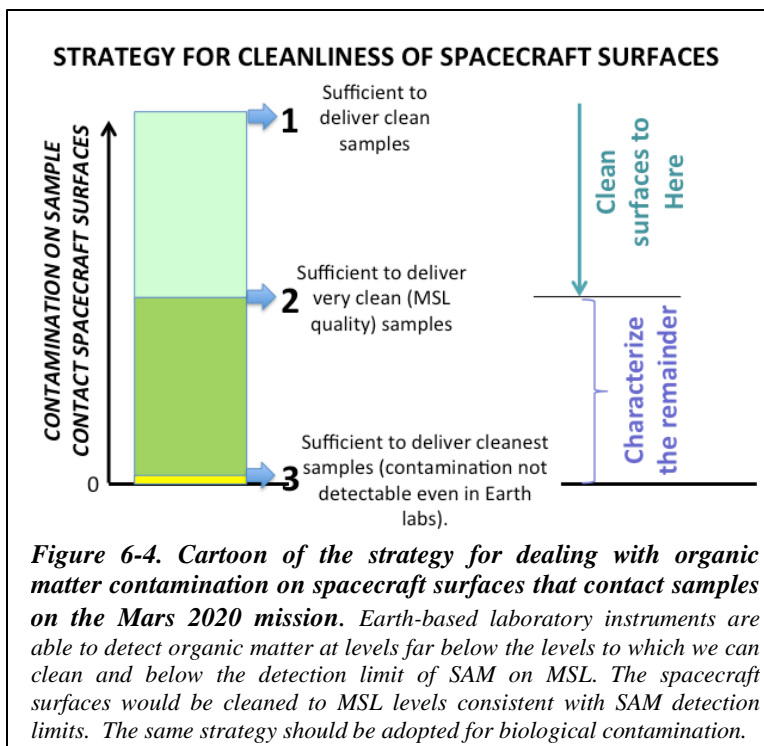 STRATEGY FOR CLEANLINESS OF SPACECRAFT SURFACES
CONTAMINATION ON SAMPLE
CONTACT SPACECRAFT SURFACES
0
1
Sufficient to
deliver clean
samples
2
Sufficient to deliver
very clean (MSL
quality) samples
3
Sufficient to deliver cleanest
samples (contamination not
detectable even in Earth
labs).
Clean
surfaces to
Here
Characterize
the remainder
Figure 6-4. Cartoon of the strategy for dealing with organic
matter contamination on spacecraft surfaces that contact samples
on the Mars 2020 mission. Earth-based laboratory instruments are
able to detect organic matter at levels far below the levels to which we can
clean and below the detection limit of SAM on MSL. The spacecraft
surfaces would be cleaned to MSL levels consistent with SAM detection
limits. The same strategy should be adopted for biological contamination.